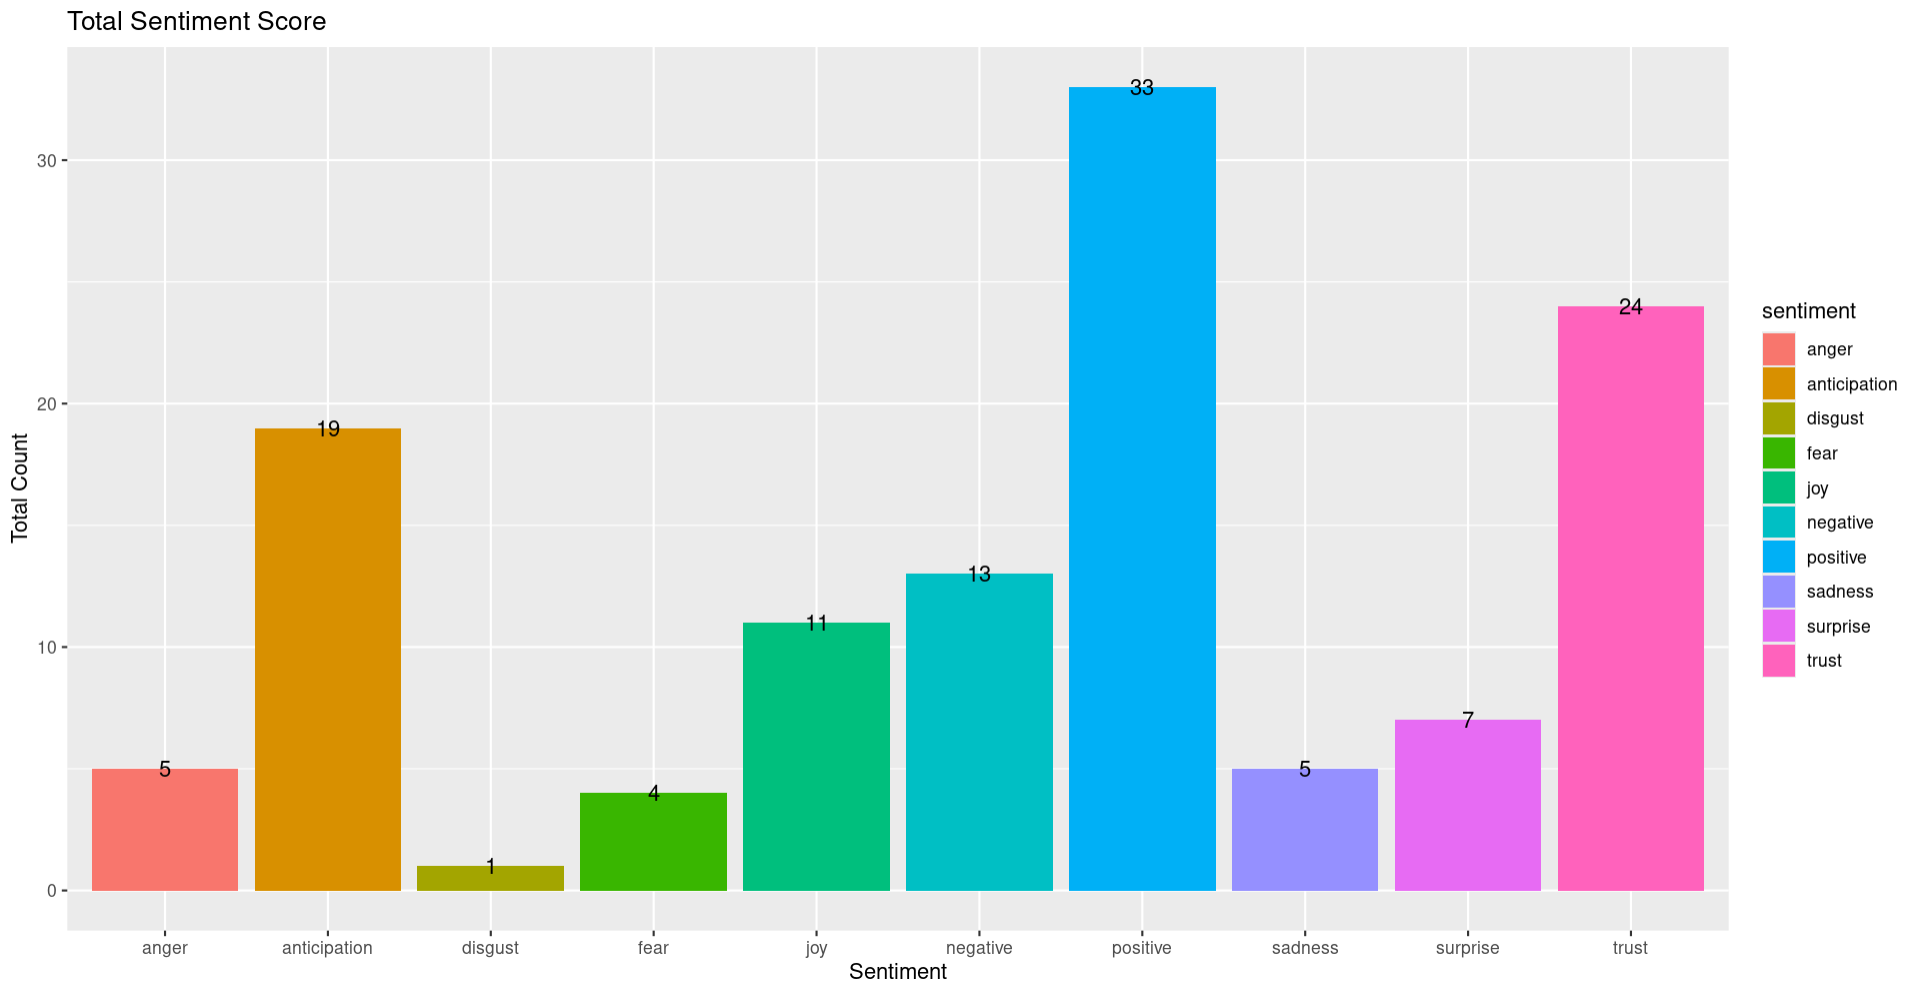 Total Sentiment Score
33
30
24
20
19
13
11
10
7
5
5
4
1
0
Total Count
anger anticipation disgust fear joy negative positive sadness surprise trust
Sentiment
sentiment
anger
anticipation
disgust
fear
joy
negative
positive
sadness
surprise
trust